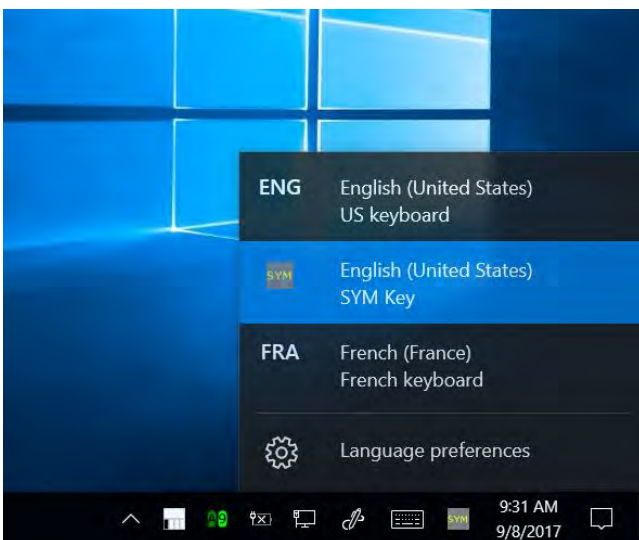 ENG English (United States)
US keyboard
SYM English (United States)
SYM Key
FRA French (France)
French keyboard
Language preferences
SYM 9:31 AM
9/8/2017